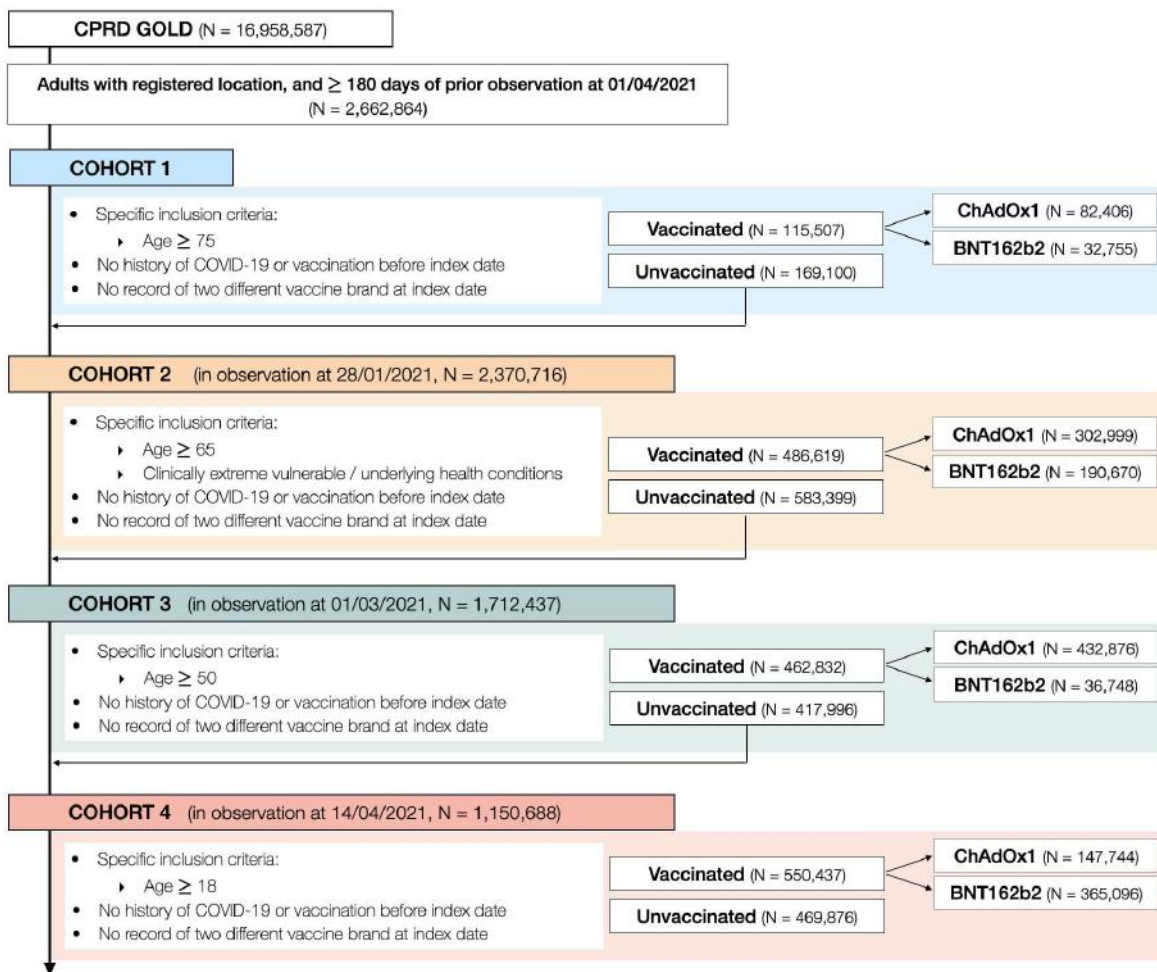 CPRD GOLD (N = 16,958,587)
Adults with registered location, and ≥ 180 days of prior observation at 01/04/2021
(N = 2,662,864)
COHORT 1
• Specific inclusion criteria:
‣ Age ≥ 75
• No history of COVID-19 or vaccination before index date
• No record of two different vaccine brand at index date
Vaccinated (N = 115,507)
Unvaccinated (N = 169,100)
ChAdOx1 (N = 82,406)
BNT162b2 (N = 32,755)
COHORT 2 (in observation at 28/01/2021, N = 2,370,716)
• Specific inclusion criteria:
‣ Age ≥ 65
‣ Clinically extreme vulnerable / underlying health conditions
• No history of COVID-19 or vaccination before index date
• No record of two different vaccine brand at index date
Vaccinated (N = 486,619)
Unvaccinated (N = 583,399)
ChAdOx1 (N = 302,999)
BNT162b2 (N = 190,670)
COHORT 3 (in observation at 01/03/2021, N = 1,712,437)
• Specific inclusion criteria:
‣ Age ≥ 50
• No history of COVID-19 or vaccination before index date
• No record of two different vaccine brand at index date
Vaccinated (N = 462,832)
Unvaccinated (N = 417,996)
ChAdOx1 (N = 432,876)
BNT162b2 (N = 36,748)
COHORT 4 (in observation at 14/04/2021, N = 1,150,688)
• Specific inclusion criteria:
‣ Age ≥ 18
• No history of COVID-19 or vaccination before index date
• No record of two different vaccine brand at index date
Vaccinated (N = 550,437)
Unvaccinated (N = 469,876)
ChAdOx1 (N = 147,744)
BNT162b2 (N = 365,096)